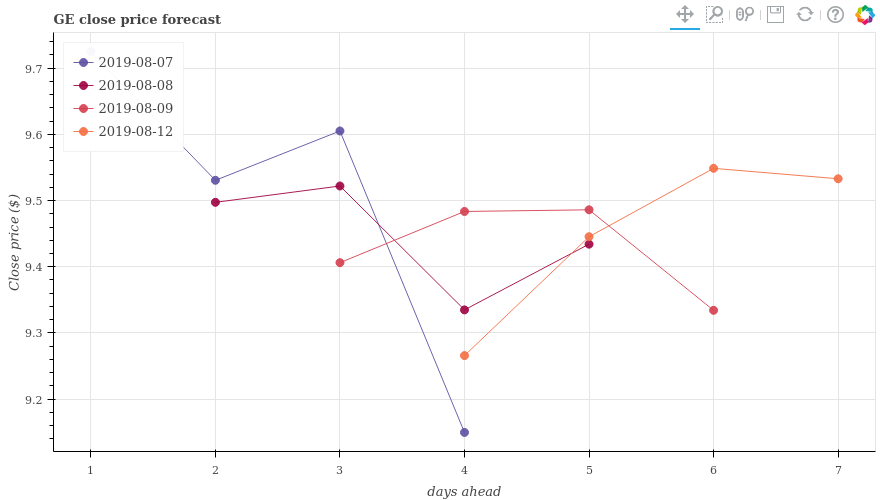 GE close price forecast
2019-08-07
2019-08-08
2019-08-09
2019-08-12
Close price ($)
9.7
9.6
9.5
9.4
9.3
9.2
1 2 3 4 5 6 7
days ahead